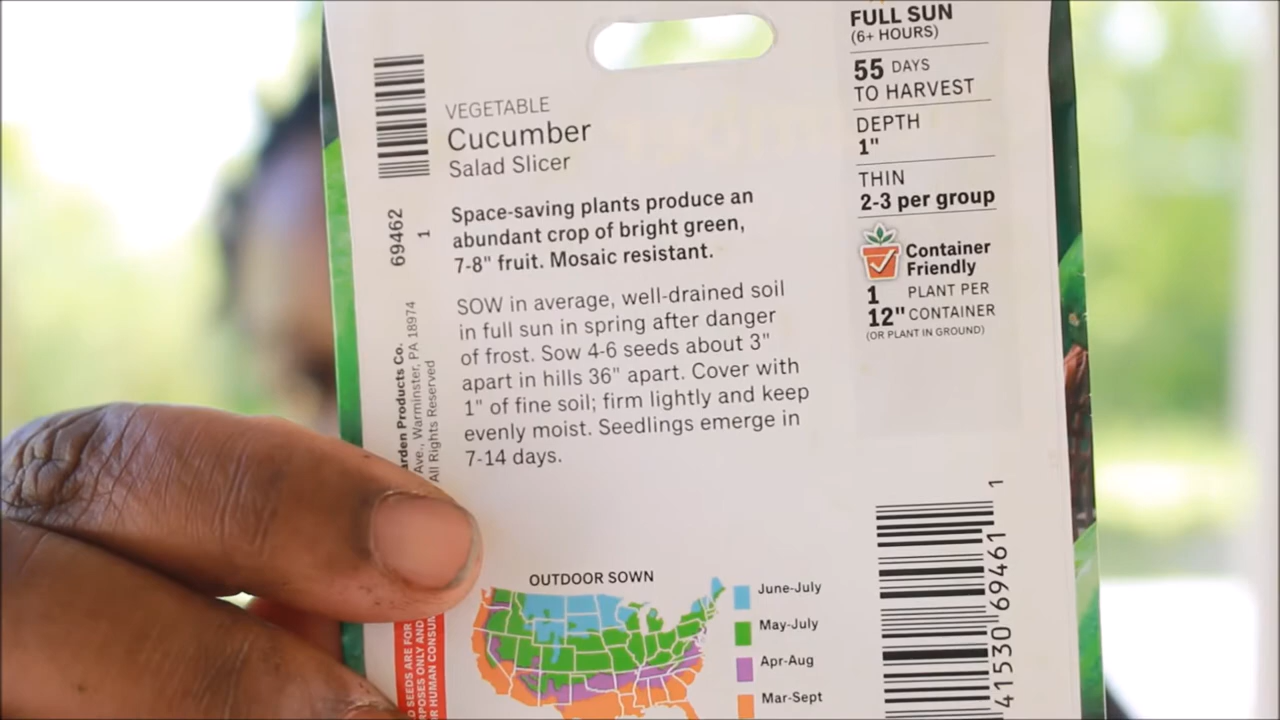 FULL SUN
(6+ HOURS)
55 DAYS
TO HARVEST
DEPTH
1"
THIN
2-3 per group
Container
Friendly
1 PLANT PER
12" CONTAINER
(OR PLANT IN GROUND)
VEGETABLE
Cucumber
Salad Slicer
Space-saving plants produce an
abundant crop of bright green,
7-8" fruit. Mosaic resistant.
SOW in average, well-drained soil
in full sun in spring after danger
of frost. Sow 4-6 seeds about 3"
apart in hills 36" apart. Cover with
1" of fine soil; firm lightly and keep
evenly moist. Seedlings emerge in
7-14 days.
OUTDOOR SOWN
June-July
May-July
Apr-Aug
Mar-Sept
69462
1
arden Products Co.
Ave., Warminster, PA 18974
All Rights Reserved
SEEDS ARE FOR
POSES ONLY AND
HUMAN CONSUM
41530 69461 1